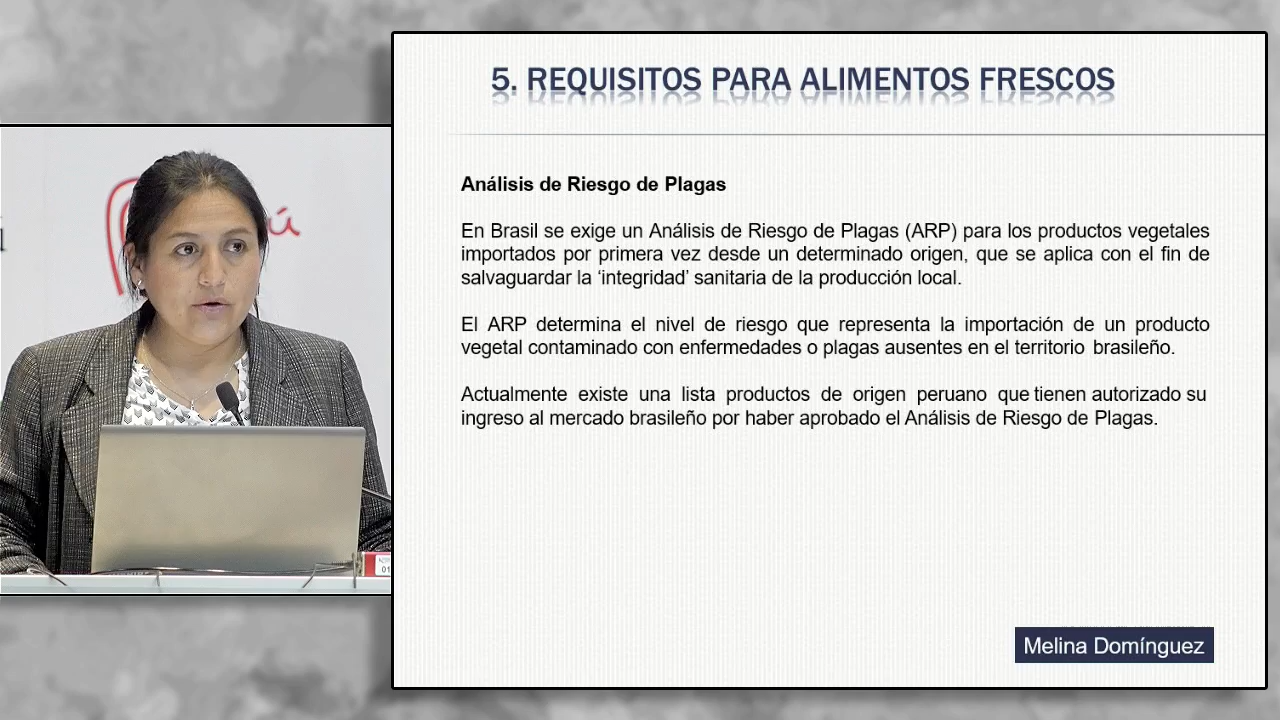 5. REQUISITOS PARA ALIMENTOS FRESCOS
Análisis de Riesgo de Plagas
En Brasil se exige un Análisis de Riesgo de Plagas (ARP) para los productos vegetales
importados por primera vez desde un determinado origen, que se aplica con el fin de
salvaguardar la ‘integridad’ sanitaria de la producción local.
El ARP determina el nivel de riesgo que representa la importación de un producto
vegetal contaminado con enfermedades o plagas ausentes en el territorio brasileño.
Actualmente existe una lista productos de origen peruano que tienen autorizado su
ingreso al mercado brasileño por haber aprobado el Análisis de Riesgo de Plagas.
Melina Domínguez